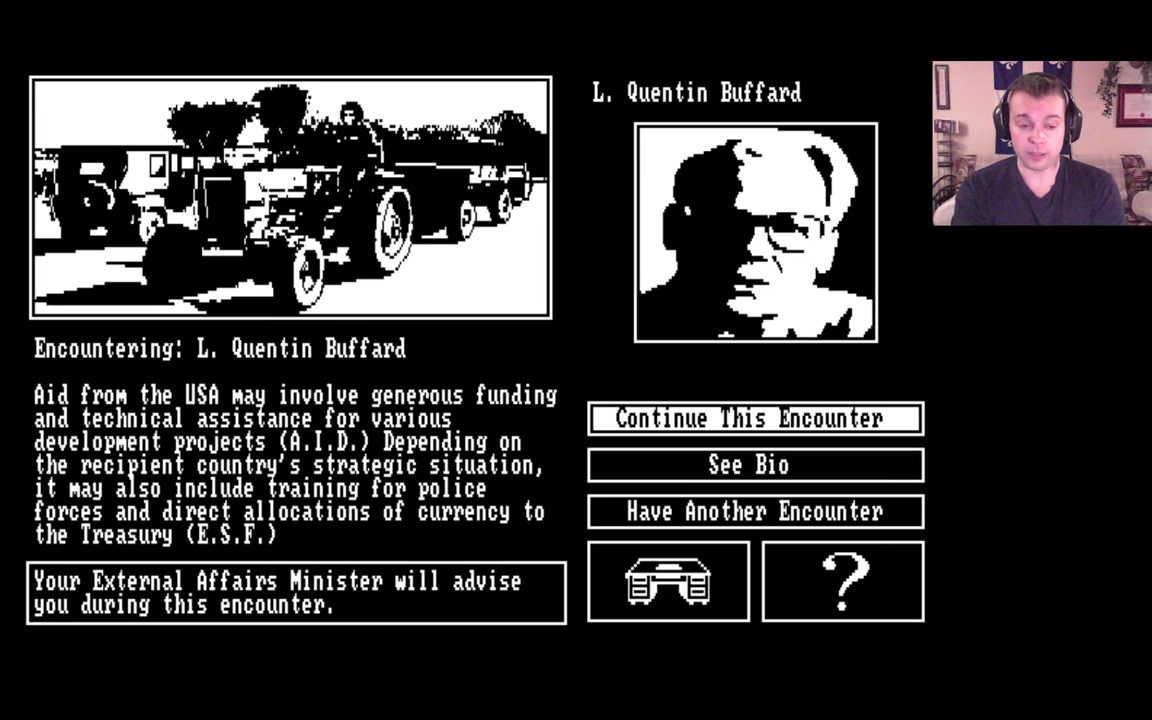 L. Quentin Buffard
Encountering: L. Quentin Buffard
Aid from the USA may involve generous funding
and technical assistance for various
development projects (A.I.D.) Depending on
the recipient country's strategic situation,
it may also include training for police
forces and direct allocations of currency to
the Treasury (E.S.F.)
Your External Affairs Minister will advise
you during this encounter.
Continue This Encounter
See Bio
Have Another Encounter
?